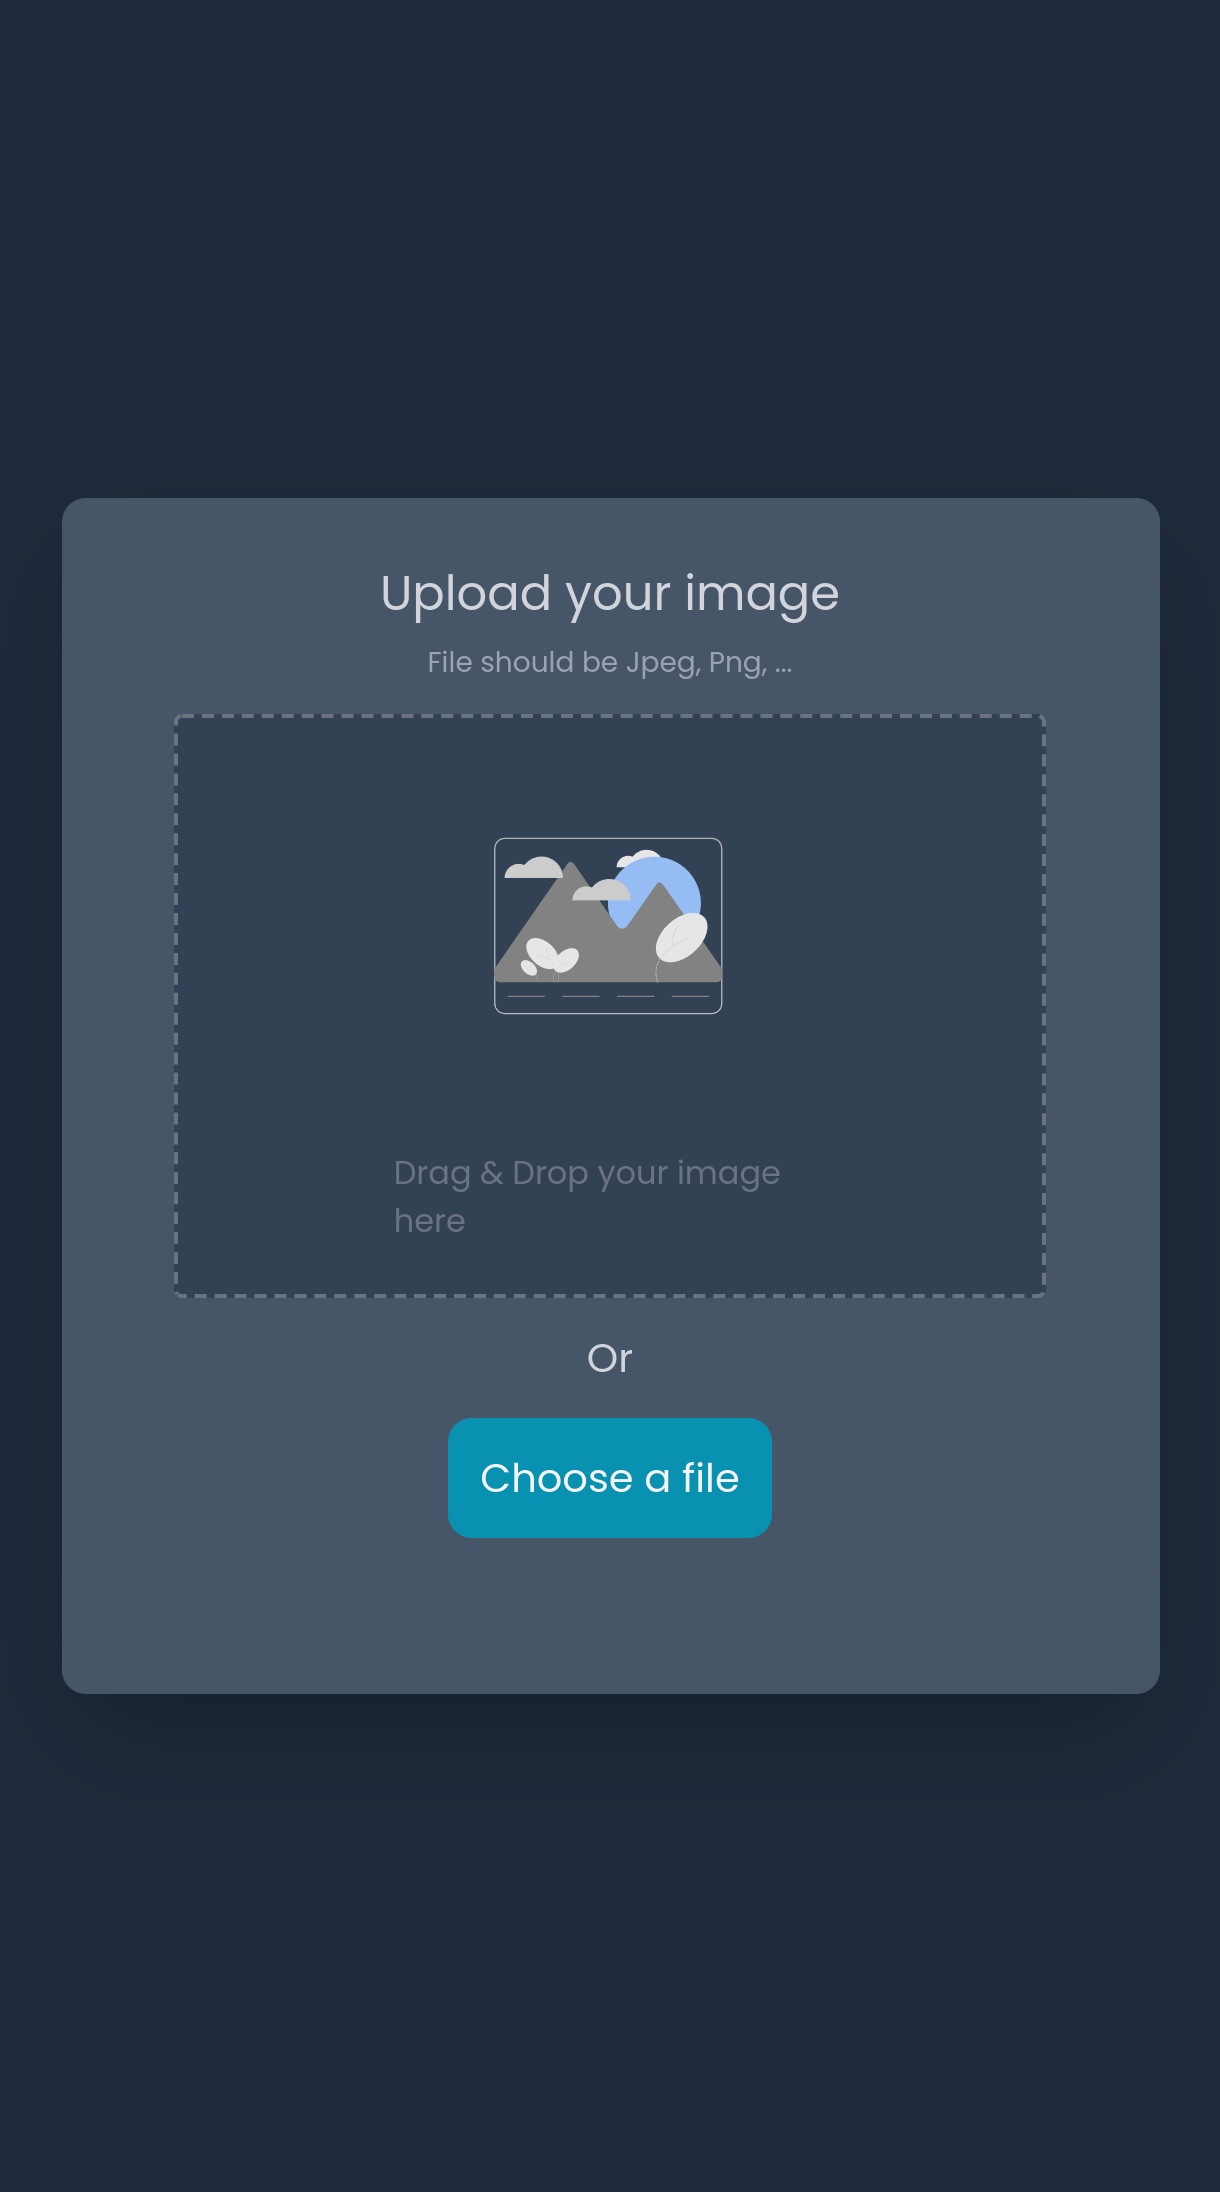 Upload your image
File should be Jpeg, Png, ...
Drag & Drop your image
here
Or
Choose a file